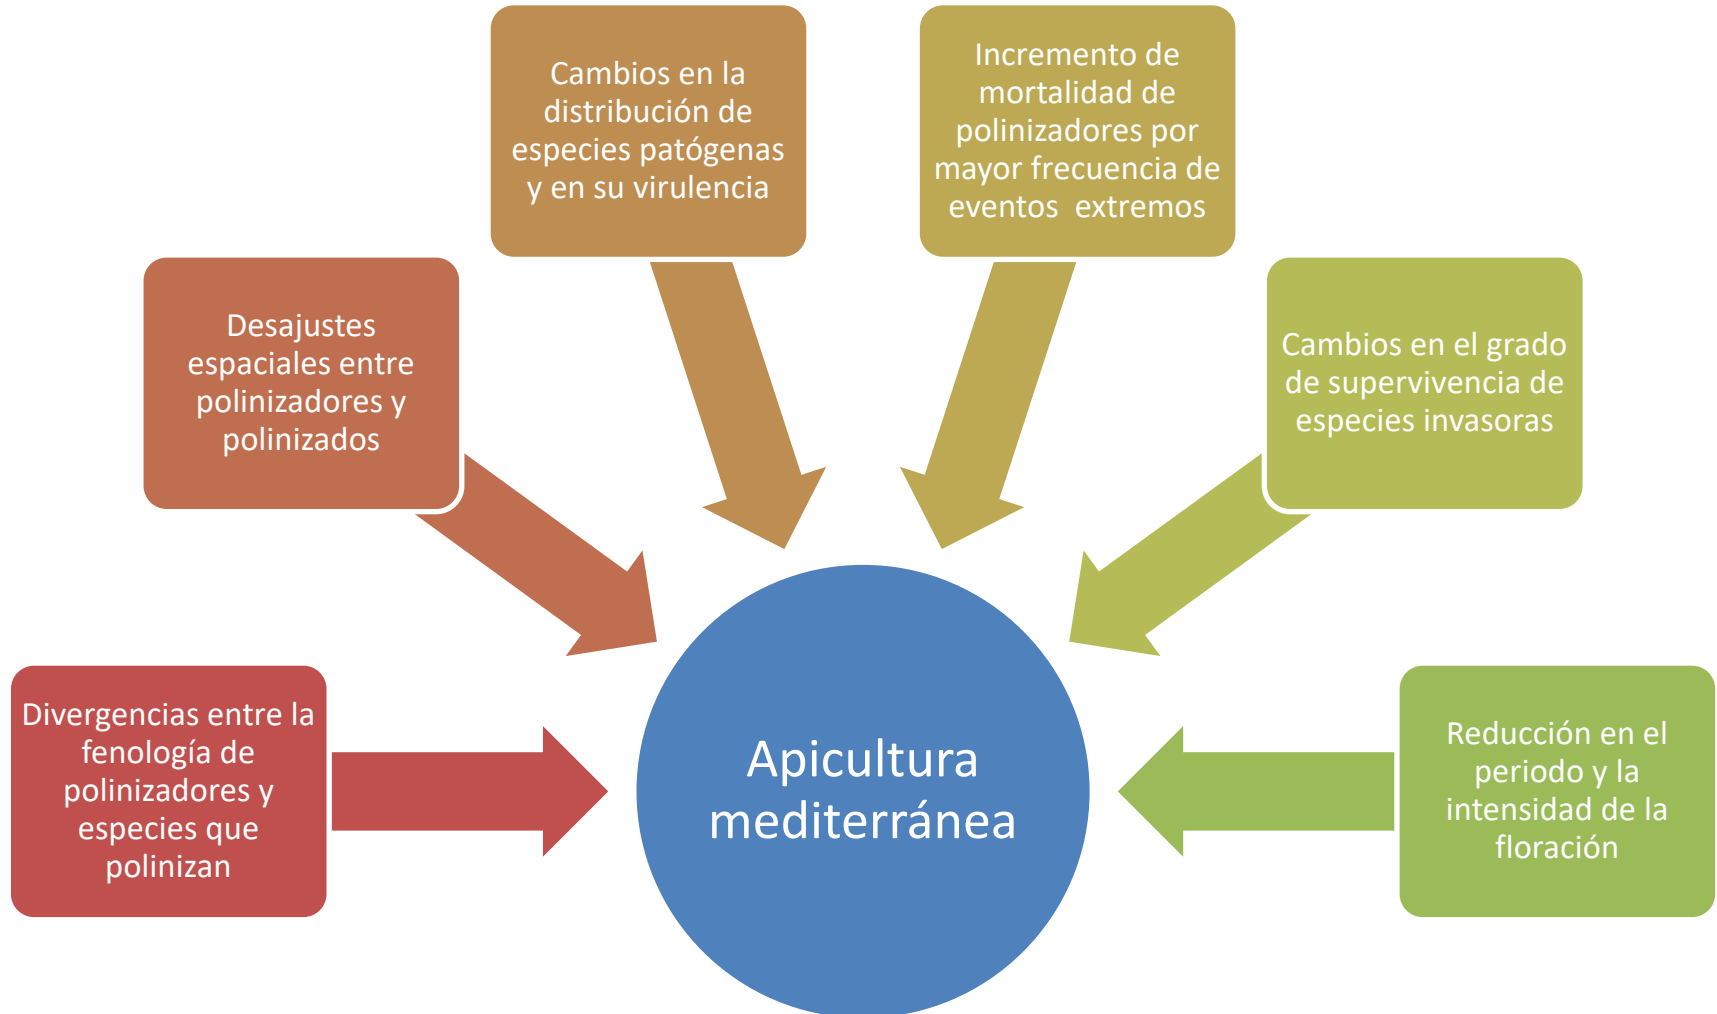 Cambios en la
distribución de
especies patógenas
y en su virulencia
Incremento de
mortalidad de
polinizadores por
mayor frecuencia de
eventos extremos
Desajustes
espaciales entre
polinizadores y
polinizados
Cambios en el grado
de supervivencia de
especies invasoras
Divergencias entre la
fenología de
polinizadores y
especies que
polinizan
Apicultura
mediterránea
Reducción en el
periodo y la
intensidad de la
floración